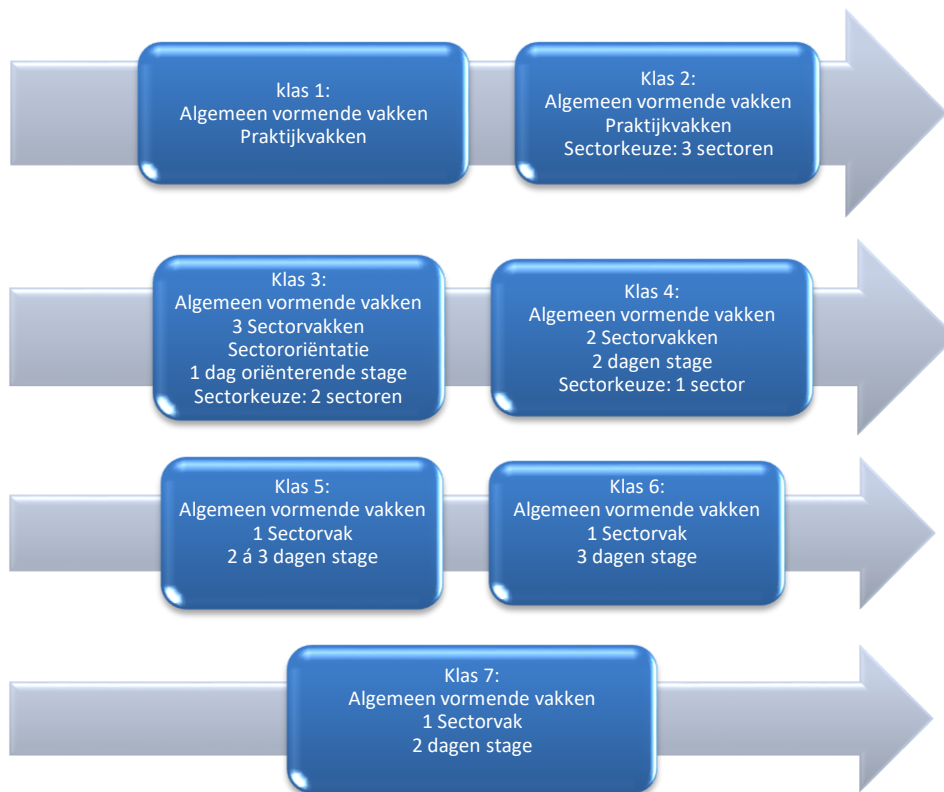 klas 1:
Algemeen vormende vakken
Praktijkvakken
Klas 2:
Algemeen vormende vakken
Praktijkvakken
Sectorkeuze: 3 sectoren
Klas 3:
Algemeen vormende vakken
3 Sectorvakken
Sectororiëntatie
1 dag oriënterende stage
Sectorkeuze: 2 sectoren
Klas 4:
Algemeen vormende vakken
2 Sectorvakken
2 dagen stage
Sectorkeuze: 1 sector
Klas 5:
Algemeen vormende vakken
1 Sectorvak
2 á 3 dagen stage
Klas 6:
Algemeen vormende vakken
1 Sectorvak
3 dagen stage
Klas 7:
Algemeen vormende vakken
1 Sectorvak
2 dagen stage